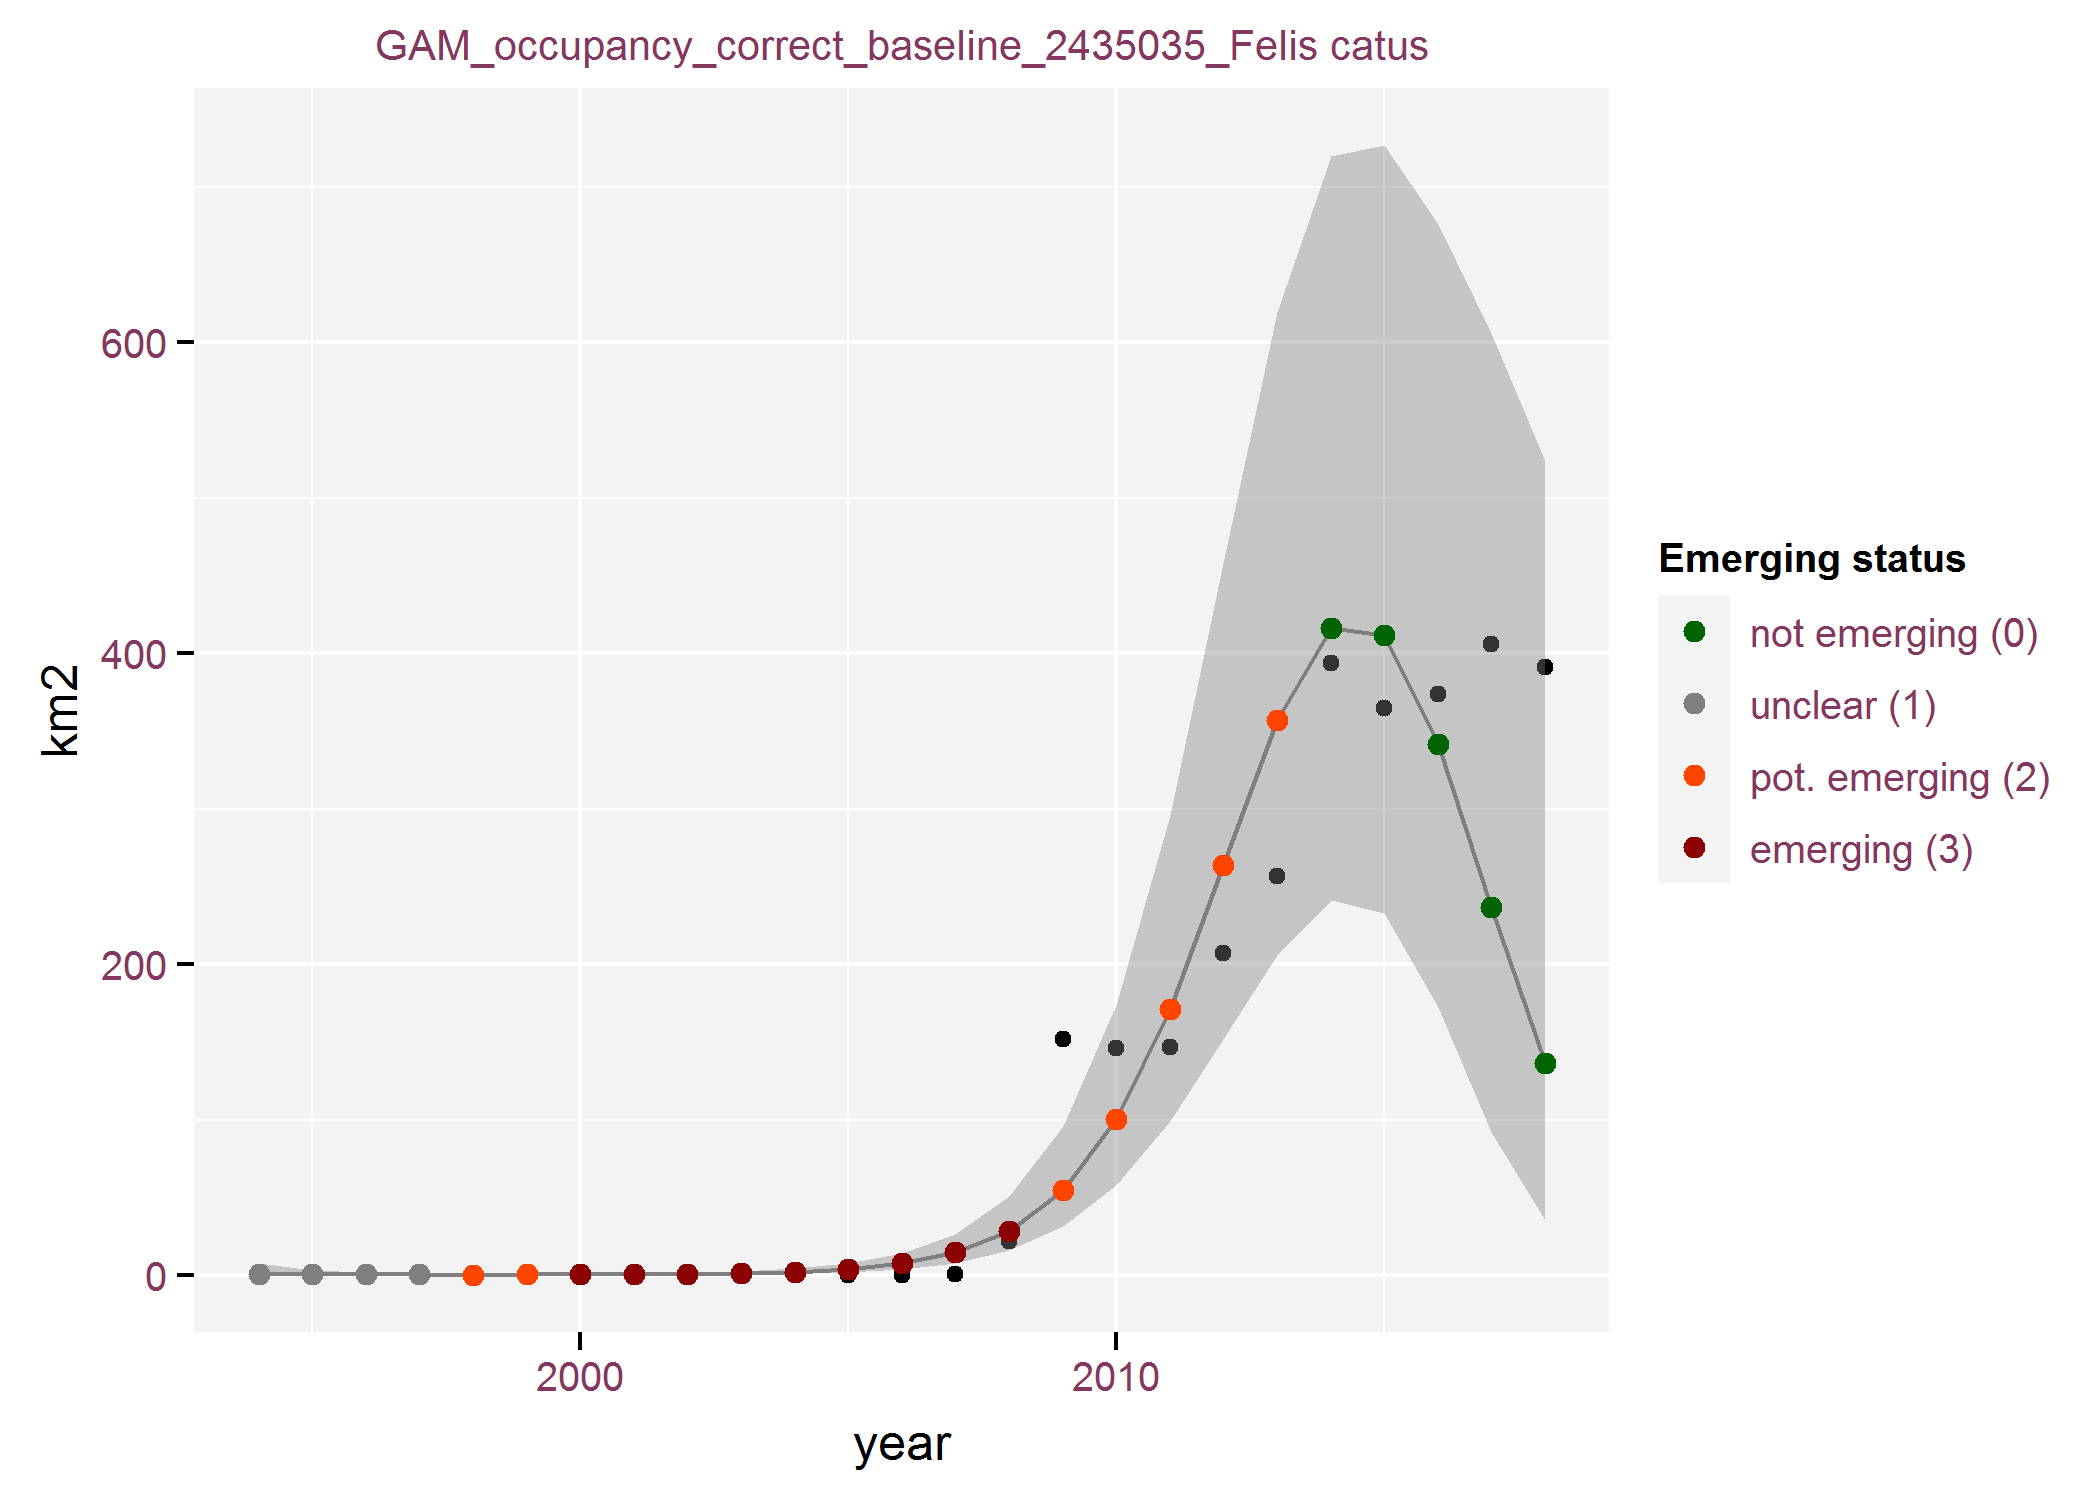 GAM_occupancy_correct_baseline_2435035_Felis catus
600
400
200
0
km2
2000
2010
year
Emerging status
not emerging (0)
unclear (1)
pot. emerging (2)
emerging (3)